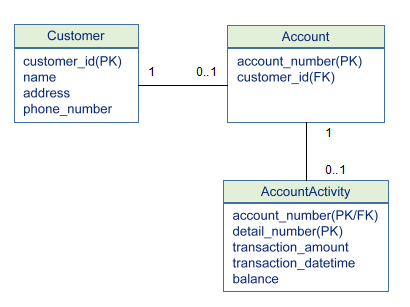 Customer
customer_id(PK)
name
address
phone_number
1
0..1
Account
account_number(PK)
customer_id(FK)
1
0..1
AccountActivity
account_number(PK/FK)
detail_number(PK)
transaction_amount
transaction_datetime
balance